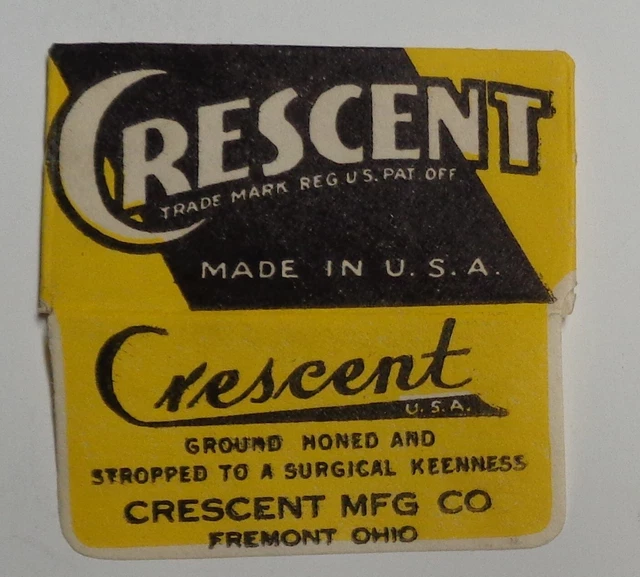 CRESCENT
TRADE MARK REG. U.S. PAT. OFF.
MADE IN U.S.A.
Crescent
U.S.A.
GROUND HONED AND
STROPPED TO A SURGICAL KEENNESS
CRESCENT MFG CO
FREMONT OHIO